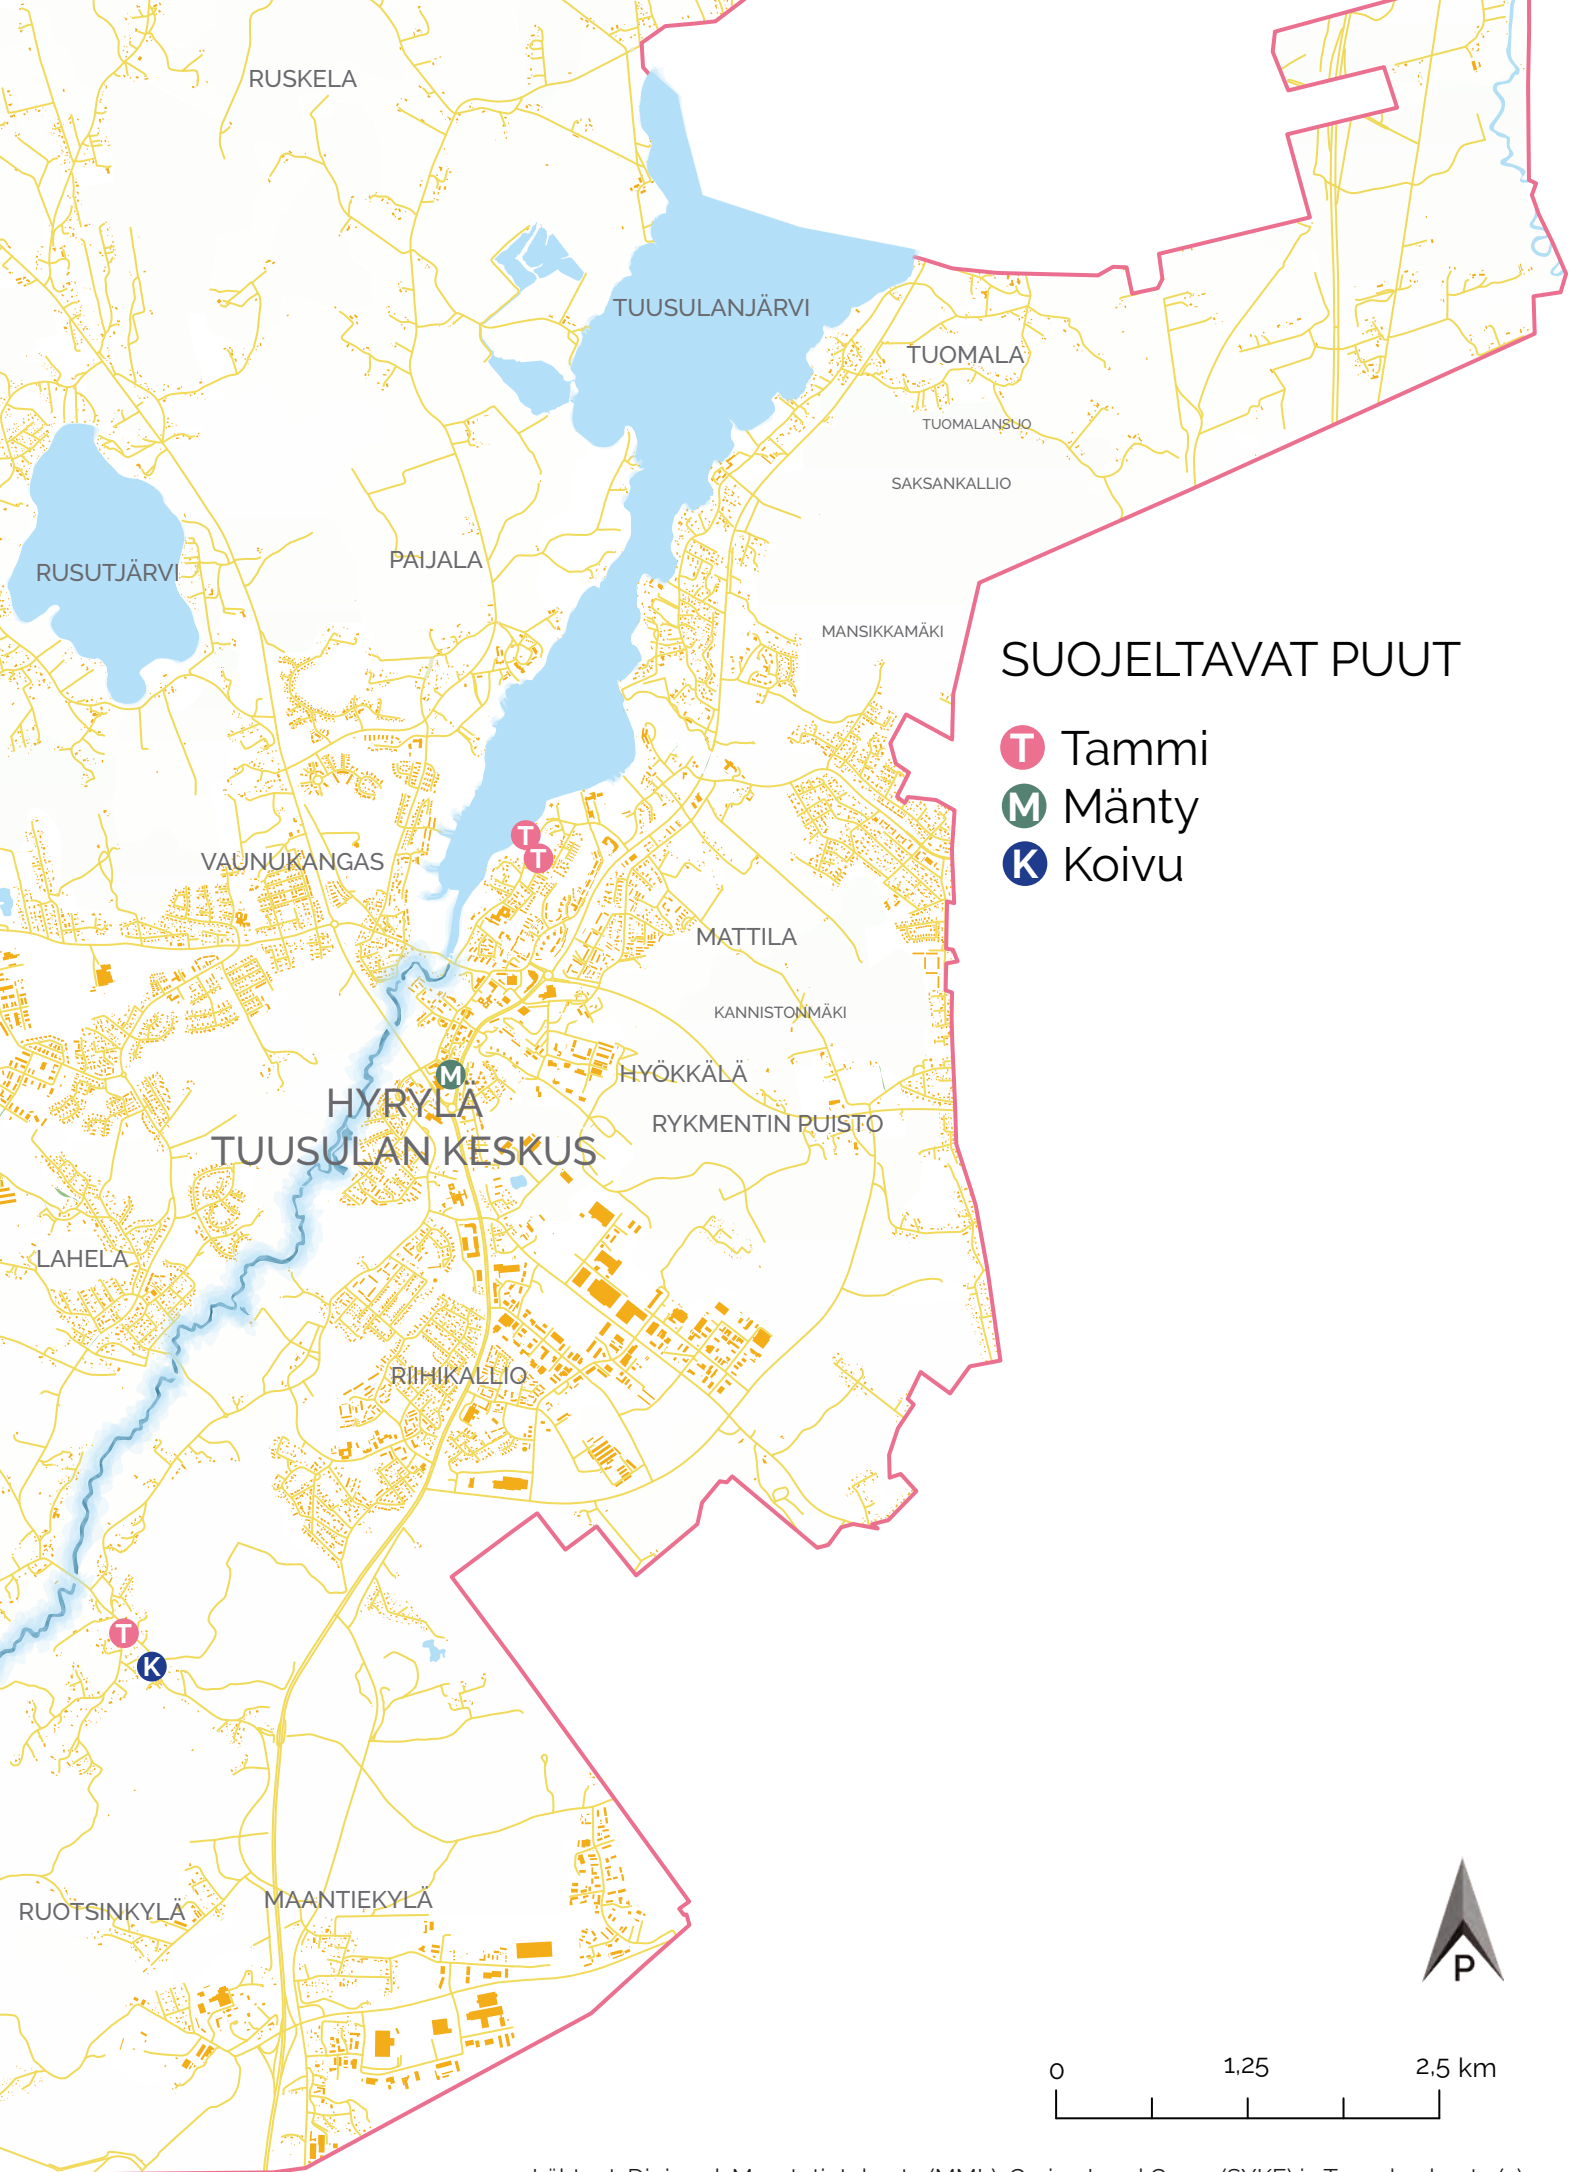 RUSKELA
TUUSULANJÄRVI
TUOMALA
TUOMALANSUO
SAKSANKALLIO
PAIJALA
RUSUTJÄRVI
MANSIKKAMÄKI
SUOJELTAVAT PUUT
T Tammi
M Mänty
K Koivu
T
T
VAUNUKANGAS
MATTILA
KANNISTONMÄKI
HYÖKKÄLÄ
M
HYRYLÄ
TUUSULAN KESKUS
RYKMENTIN PUISTO
LAHELA
RIIHIKALLIO
T
K
RUOTSINKYLÄ
MAANTIEKYLÄ
P
0 1,25 2,5 km